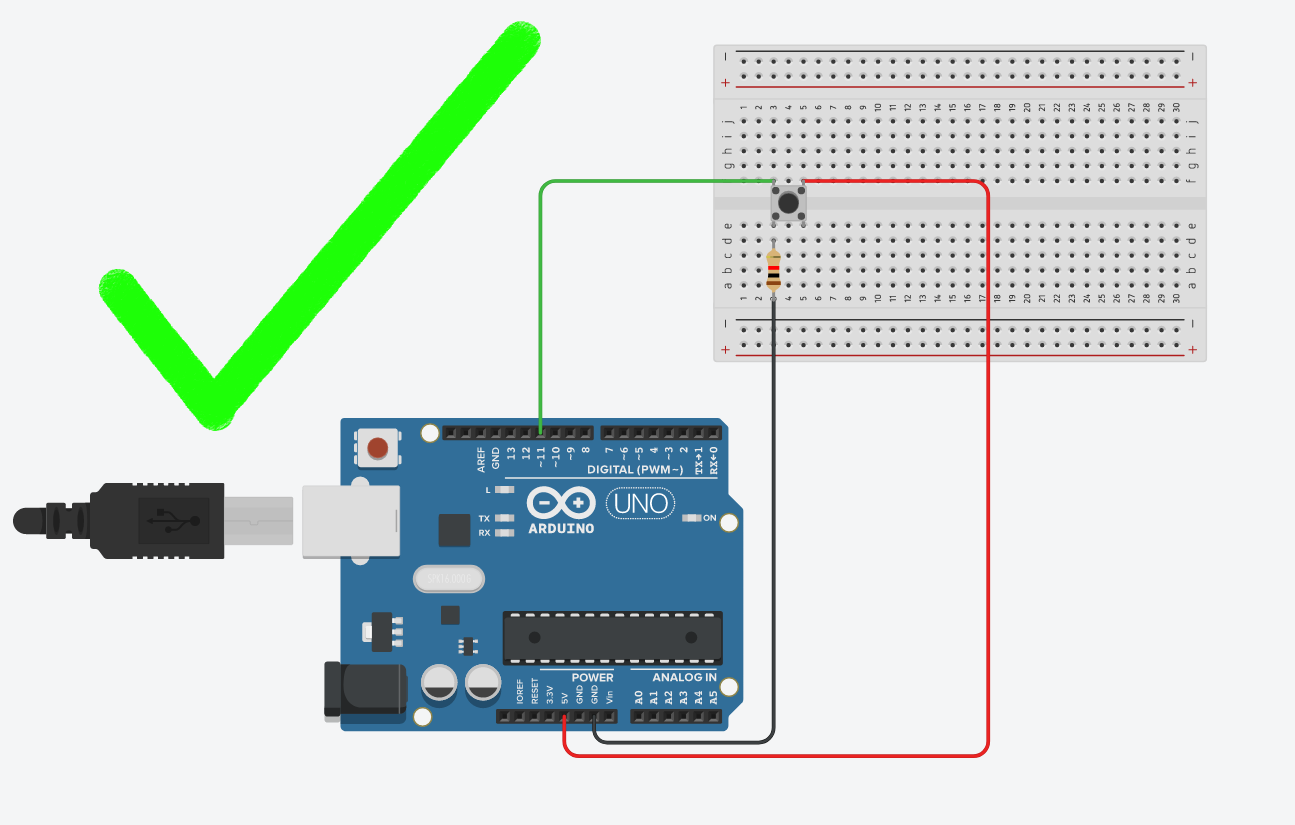 − −
+ +
1 2 3 4 5 6 7 8 9 10 11 12 13 14 15 16 17 18 19 20 21 22 23 24 25 26 27 28 29 30
j j
i i
h h
g g
f
e e
d d
c c
b b
a a
1 2 3 4 5 6 7 8 9 10 11 12 13 14 15 16 17 18 19 20 21 22 23 24 25 26 27 28 29 30
− −
+ +
AREF GND 13 12 ~11 ~10 ~9 8 7 ~6 ~5 4 ~3 2 TX→1 RX←0
DIGITAL (PWM~)
L
TX
RX
UNO
ON
ARDUINO
POWER ANALOG IN
IOREF RESET 3.3V 5V GND GND Vin A0 A1 A2 A3 A4 A5